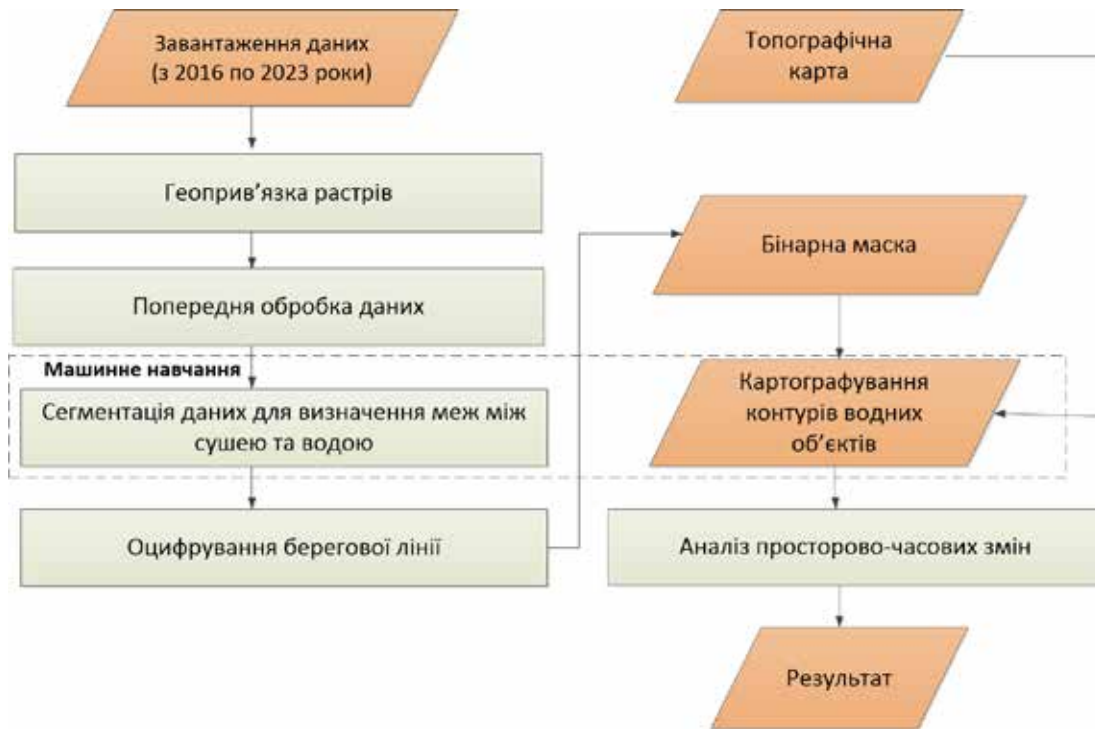 Завантаження даних
(з 2016 по 2023 роки)
Геоприв’язка растрів
Попередня обробка даних
Машинне навчання
Сегментація даних для визначення меж між
сушею та водою
Оцифрування берегової лінії
Топографічна
карта
Бінарна маска
Картографування
контурів водних
об’єктів
Аналіз просторово-часових змін
Результат